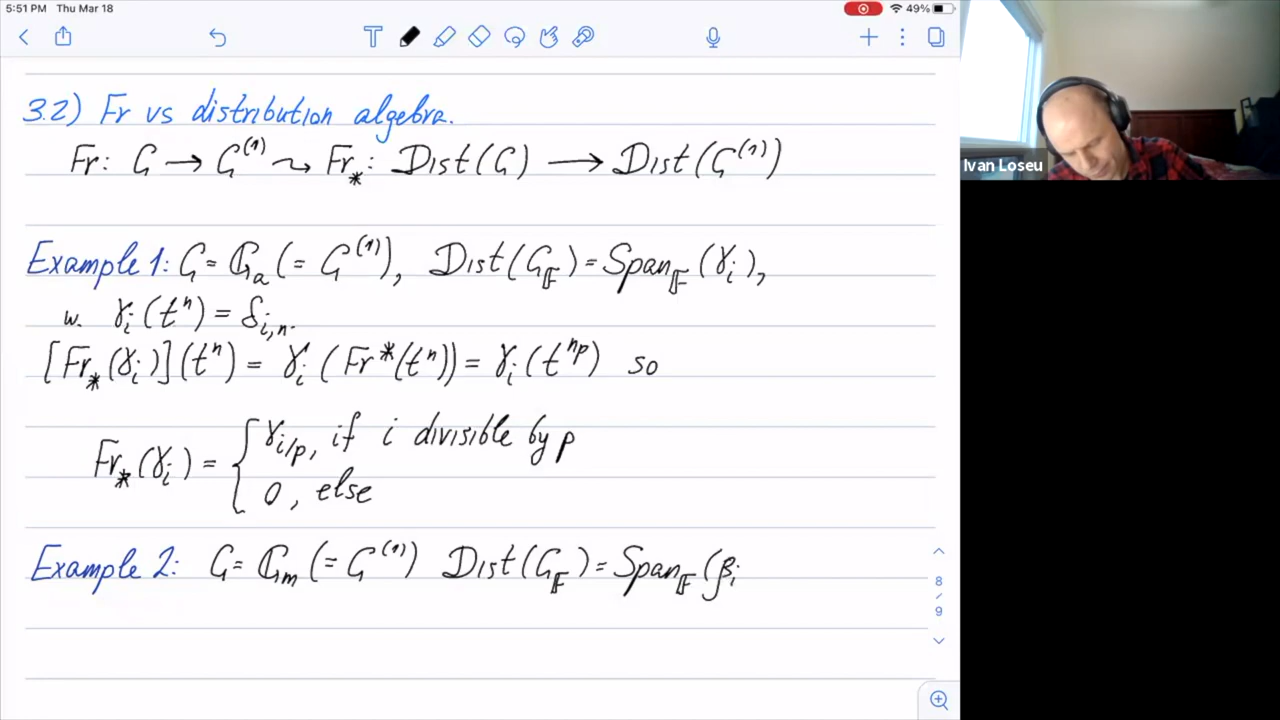 5:51 PM Thu Mar 18
49%
3.2) Fr vs distribution algebra.
Fr: G → G^(1) ⇝ Fr_*: Dist(G) → Dist(G^(1))
Example 1: G = 𝔾_a (= G^(1)), Dist(G_𝔽) = Span_𝔽(γ_i),
w. γ_i(t^n) = δ_{i,n}.
[Fr_*(γ_i)](t^n) = γ_i(Fr^*(t^n)) = γ_i(t^{np}) so
Fr_*(γ_i) = { γ_{i/p}, if i divisible by p
0, else
Example 2: G = 𝔾_m (= G^(1)) Dist(G_𝔽) = Span_𝔽(β_i
8
/
9
Ivan Loseu